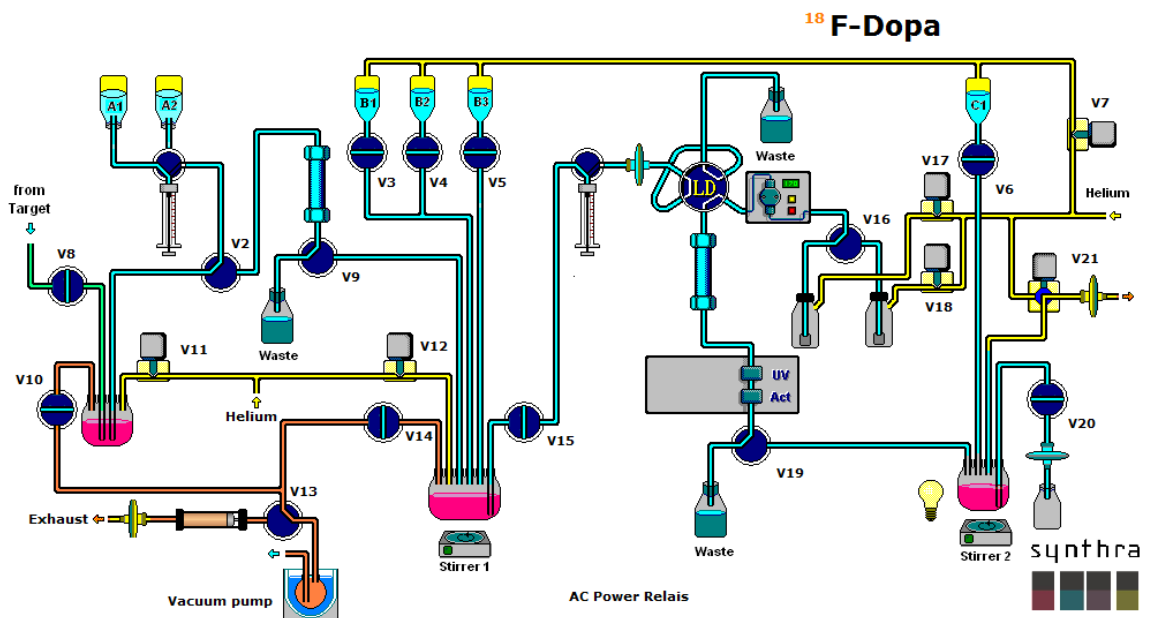 18 F-Dopa
A1
A2
B1
B2
B3
C1
V7
Waste
V17
V3
V4
V5
V6
from
Target
LD
Helium
V16
V8
V2
V9
V21
V18
Waste
V11
V12
UV
V10
Act
Helium
V14
V15
V20
V19
V13
Exhaust
Waste
Stirrer 1
Stirrer 2
synthra
Vacuum pump
AC Power Relais